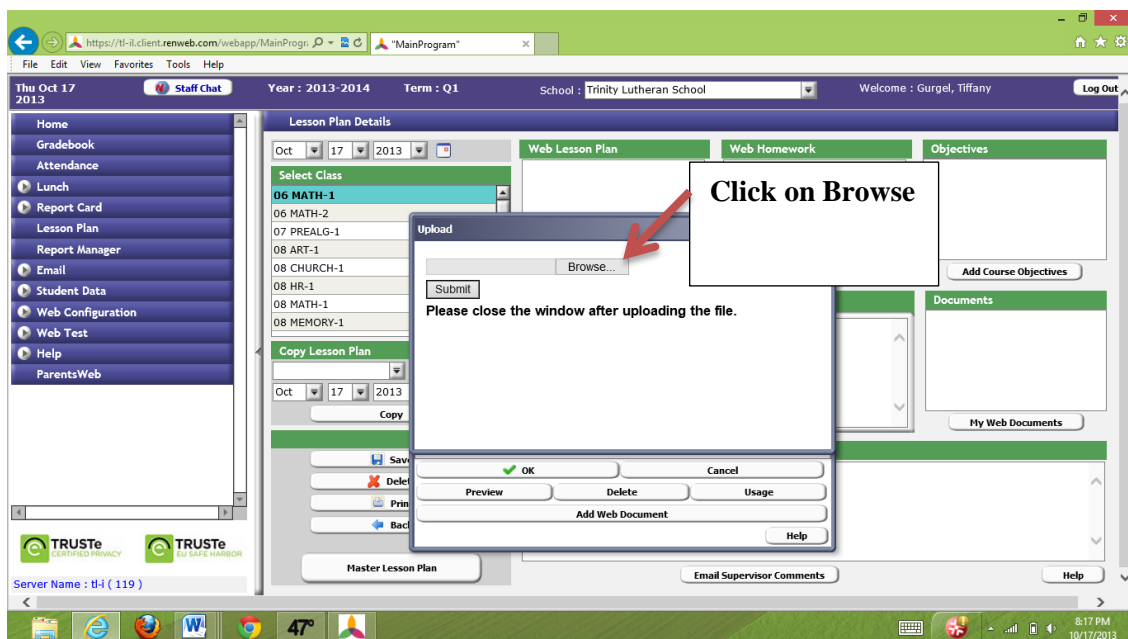 https://tl-il.client.renweb.com/webapp/MainProgr.
"MainProgram"
File Edit View Favorites Tools Help
Thu Oct 17
2013
Staff Chat
Year : 2013-2014
Term : Q1
School : Trinity Lutheran School
Welcome : Gurgel, Tiffany
Log Out
Home
Gradebook
Attendance
Lunch
Report Card
Lesson Plan
Report Manager
Email
Student Data
Web Configuration
Web Test
Help
ParentsWeb
TRUSTe
CERTIFIED PRIVACY
TRUSTe
EU SAFE HARBOR
Server Name : tl-i ( 119 )
Lesson Plan Details
Oct 17 2013
Select Class
06 MATH-1
06 MATH-2
07 PREALG-1
08 ART-1
08 CHURCH-1
08 HR-1
08 MATH-1
08 MEMORY-1
Copy Lesson Plan
Oct 17 2013
Copy
Save
Delet
Prin
Back
Master Lesson Plan
Web Lesson Plan
Web Homework
Objectives
Click on Browse
Add Course Objectives
Documents
My Web Documents
Upload
Browse...
Submit
Please close the window after uploading the file.
OK
Cancel
Preview
Delete
Usage
Add Web Document
Help
Email Supervisor Comments
Help
47°
8:17 PM
10/17/2013